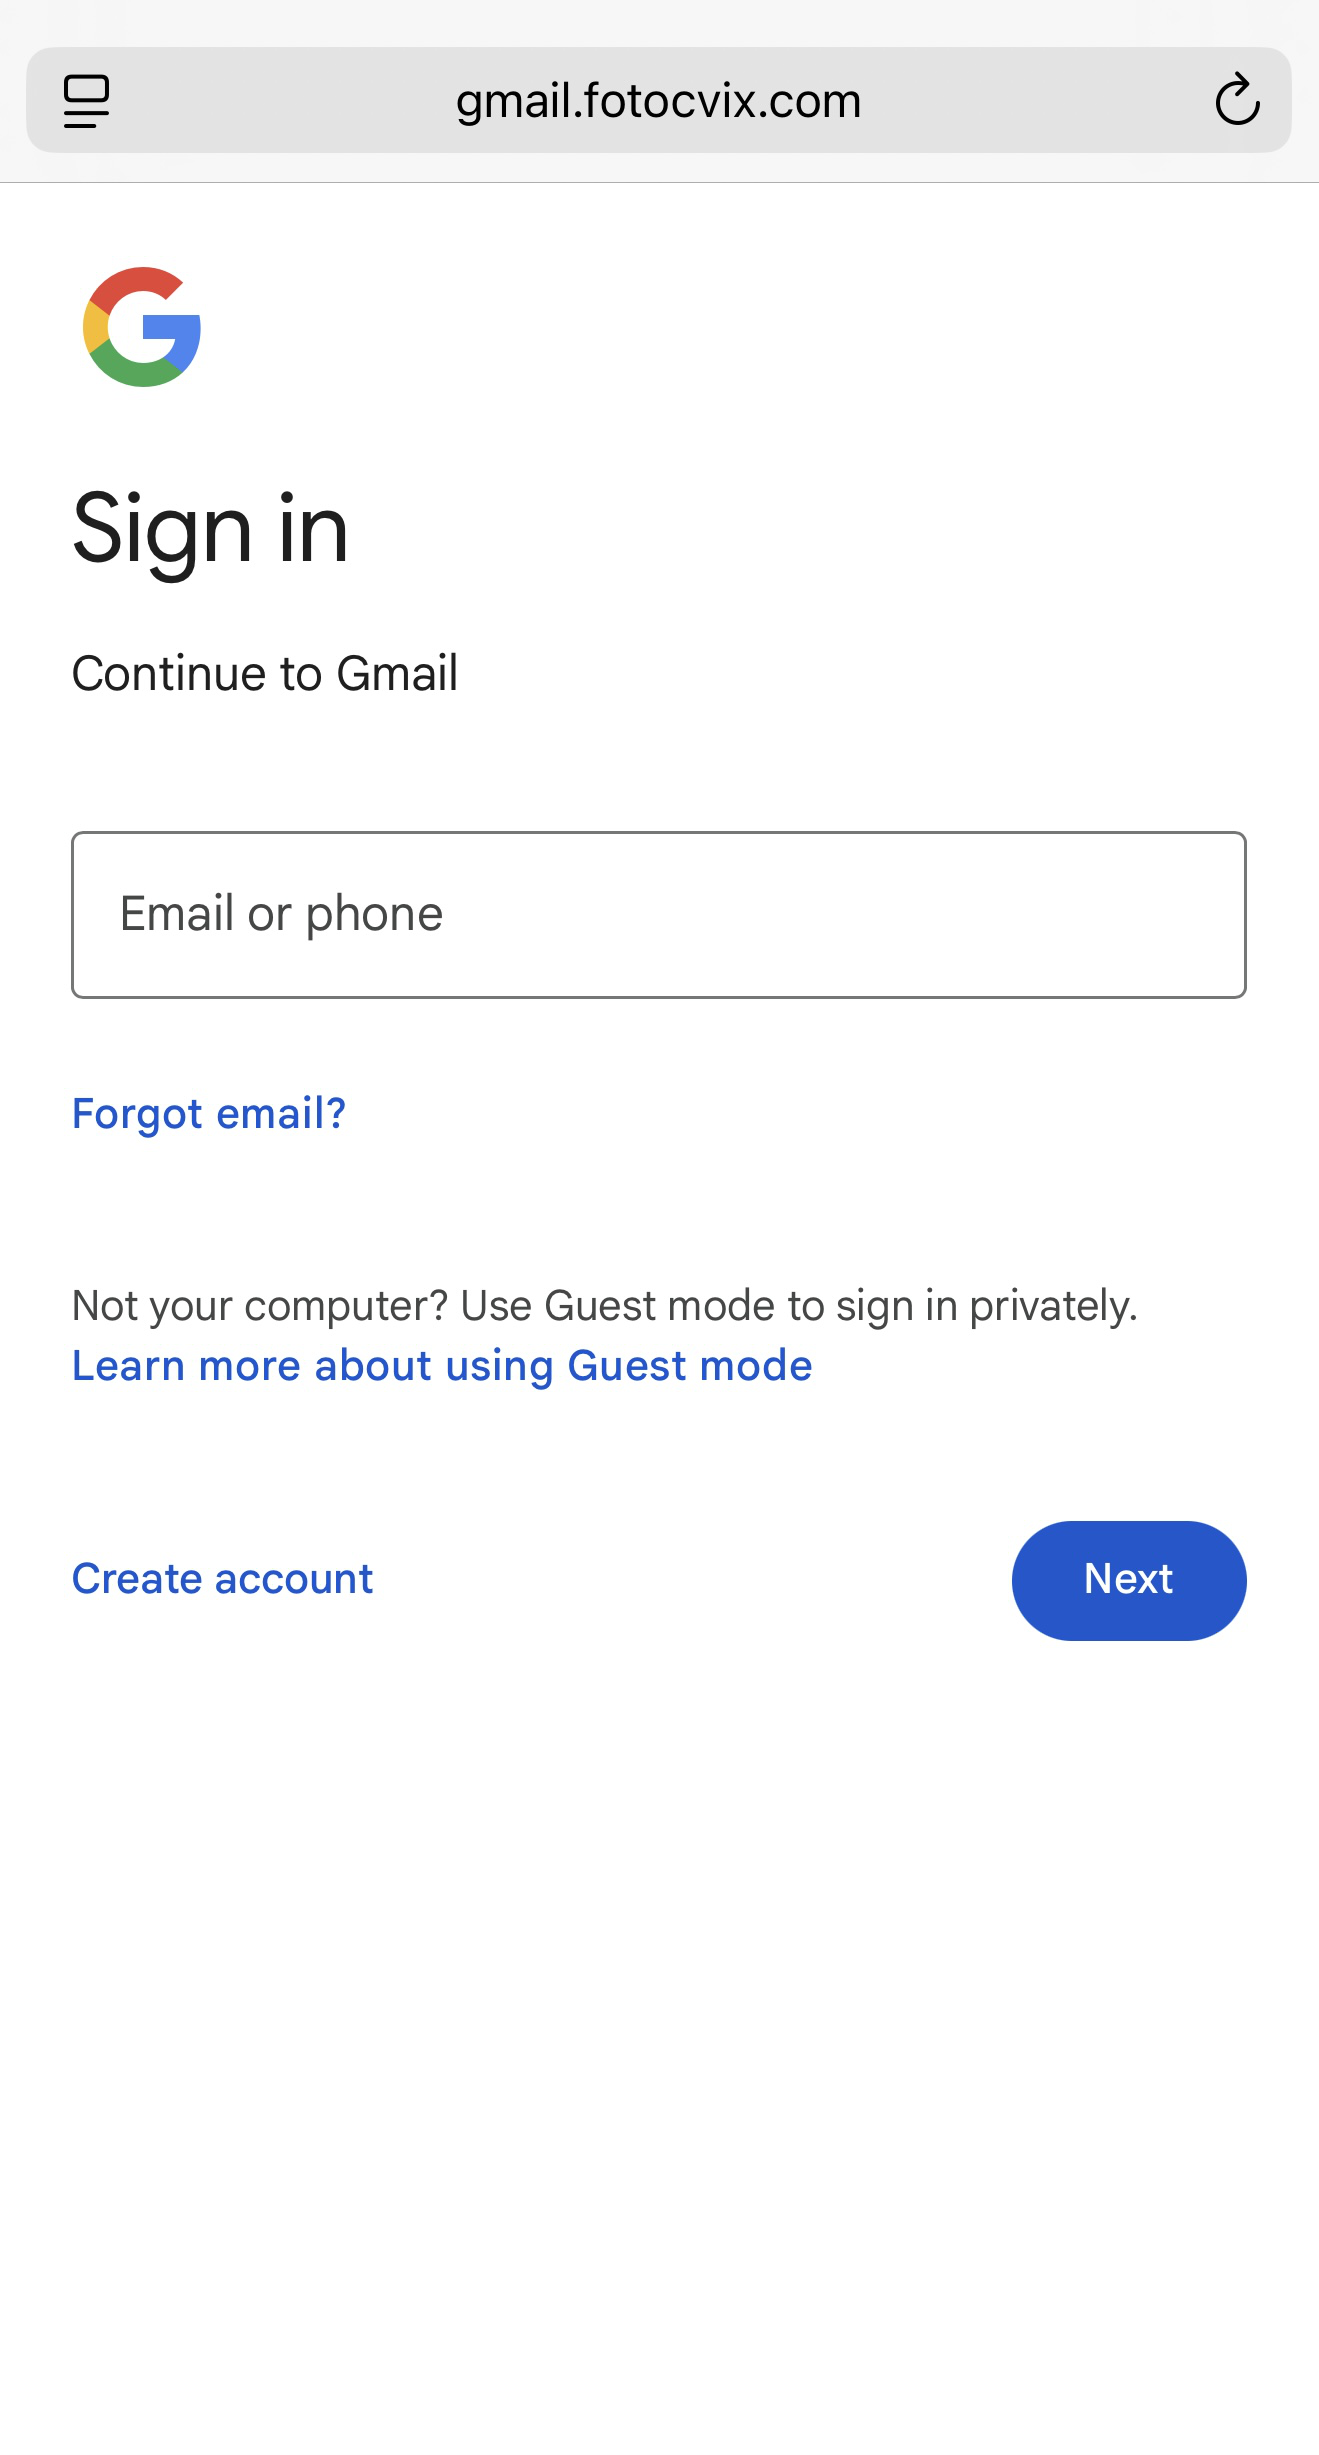 gmail.fotocvix.com
Sign in
Continue to Gmail
Email or phone
Forgot email?
Not your computer? Use Guest mode to sign in privately.
Learn more about using Guest mode
Create account
Next